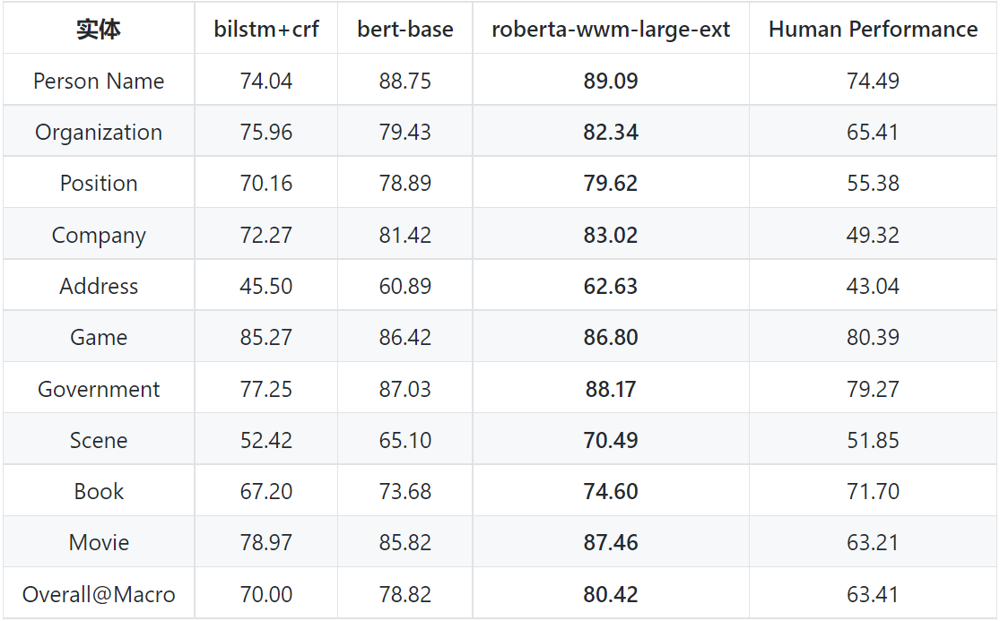 实体 bilstm+crf bert-base roberta-wwm-large-ext Human Performance
Person Name 74.04 88.75 89.09 74.49
Organization 75.96 79.43 82.34 65.41
Position 70.16 78.89 79.62 55.38
Company 72.27 81.42 83.02 49.32
Address 45.50 60.89 62.63 43.04
Game 85.27 86.42 86.80 80.39
Government 77.25 87.03 88.17 79.27
Scene 52.42 65.10 70.49 51.85
Book 67.20 73.68 74.60 71.70
Movie 78.97 85.82 87.46 63.21
Overall@Macro 70.00 78.82 80.42 63.41